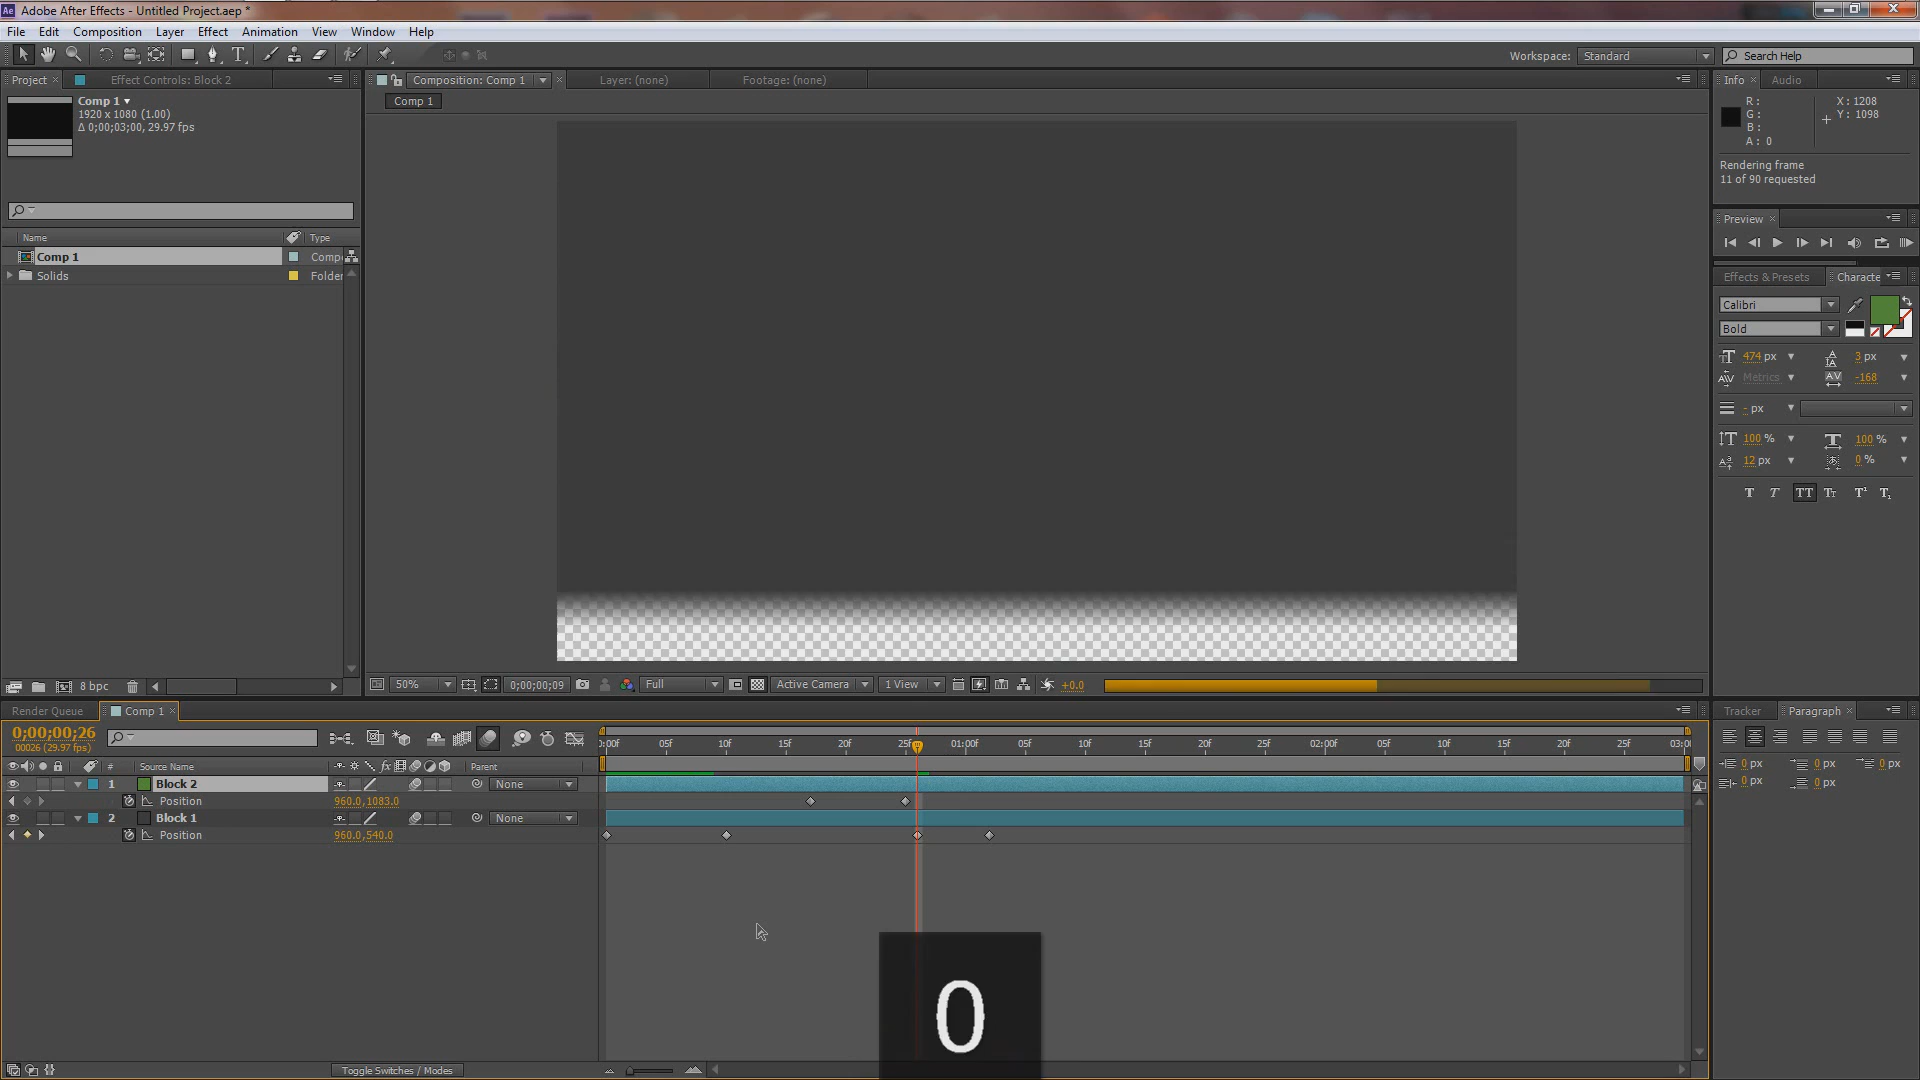 Ae Adobe After Effects - Untitled Project.aep *
File Edit Composition Layer Effect Animation View Window Help
Workspace: Standard Search Help
Project Effect Controls: Block 2
Composition: Comp 1 Layer: (none) Footage: (none)
Info Audio
Comp 1
1920 x 1080 (1.00)
Δ 0;00;03;00, 29.97 fps
Comp 1
R :
G :
B :
A : 0
X : 1208
Y : 1098
Rendering frame
11 of 90 requested
Preview
Name Type
Comp 1 Comp
Solids Folder
Effects & Presets Characte
Calibri
Bold
474 px 3 px
Metrics -168
- px
100 % 100 %
12 px 0 %
T T TT Tт T¹ T₁
8 bpc
50% 0;00;00;09 Full Active Camera 1 View +0.0
Render Queue Comp 1
Tracker Paragraph
0;00;00;26
00026 (29.97 fps)
0:00f 05f 10f 15f 20f 25f 01:00f 05f 10f 15f 20f 25f 02:00f 05f 10f 15f 20f 25f 03:00
# Source Name fx Parent
1 Block 2 None
Position 960.0,1083.0
2 Block 1 None
Position 960.0,540.0
0 px 0 px 0 px
0 px 0 px
0
Toggle Switches / Modes